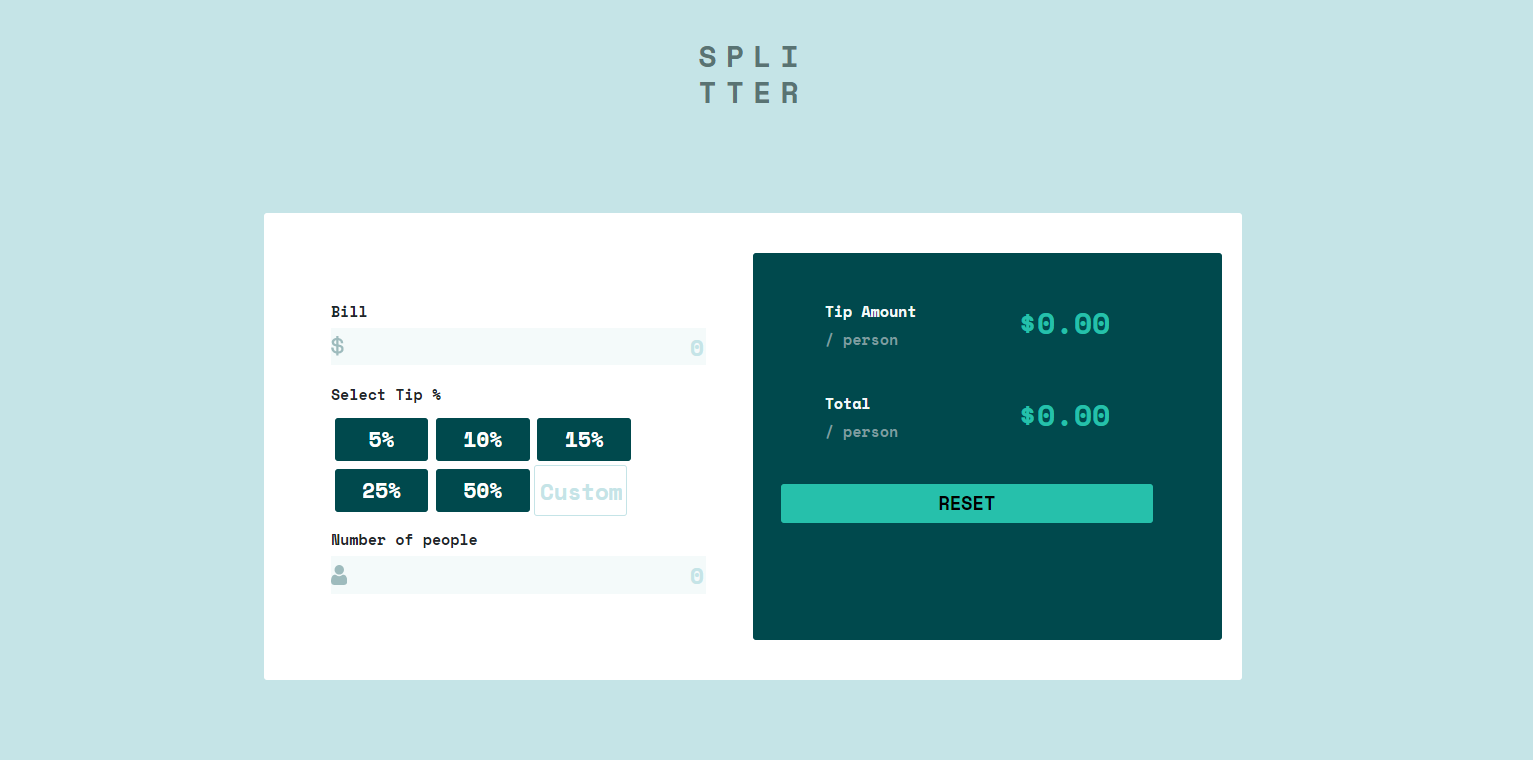 SPLI
TTER
Bill
$ 0
Select Tip %
5% 10% 15%
25% 50% Custom
Number of people
0
Tip Amount
/ person
$0.00
Total
/ person
$0.00
RESET